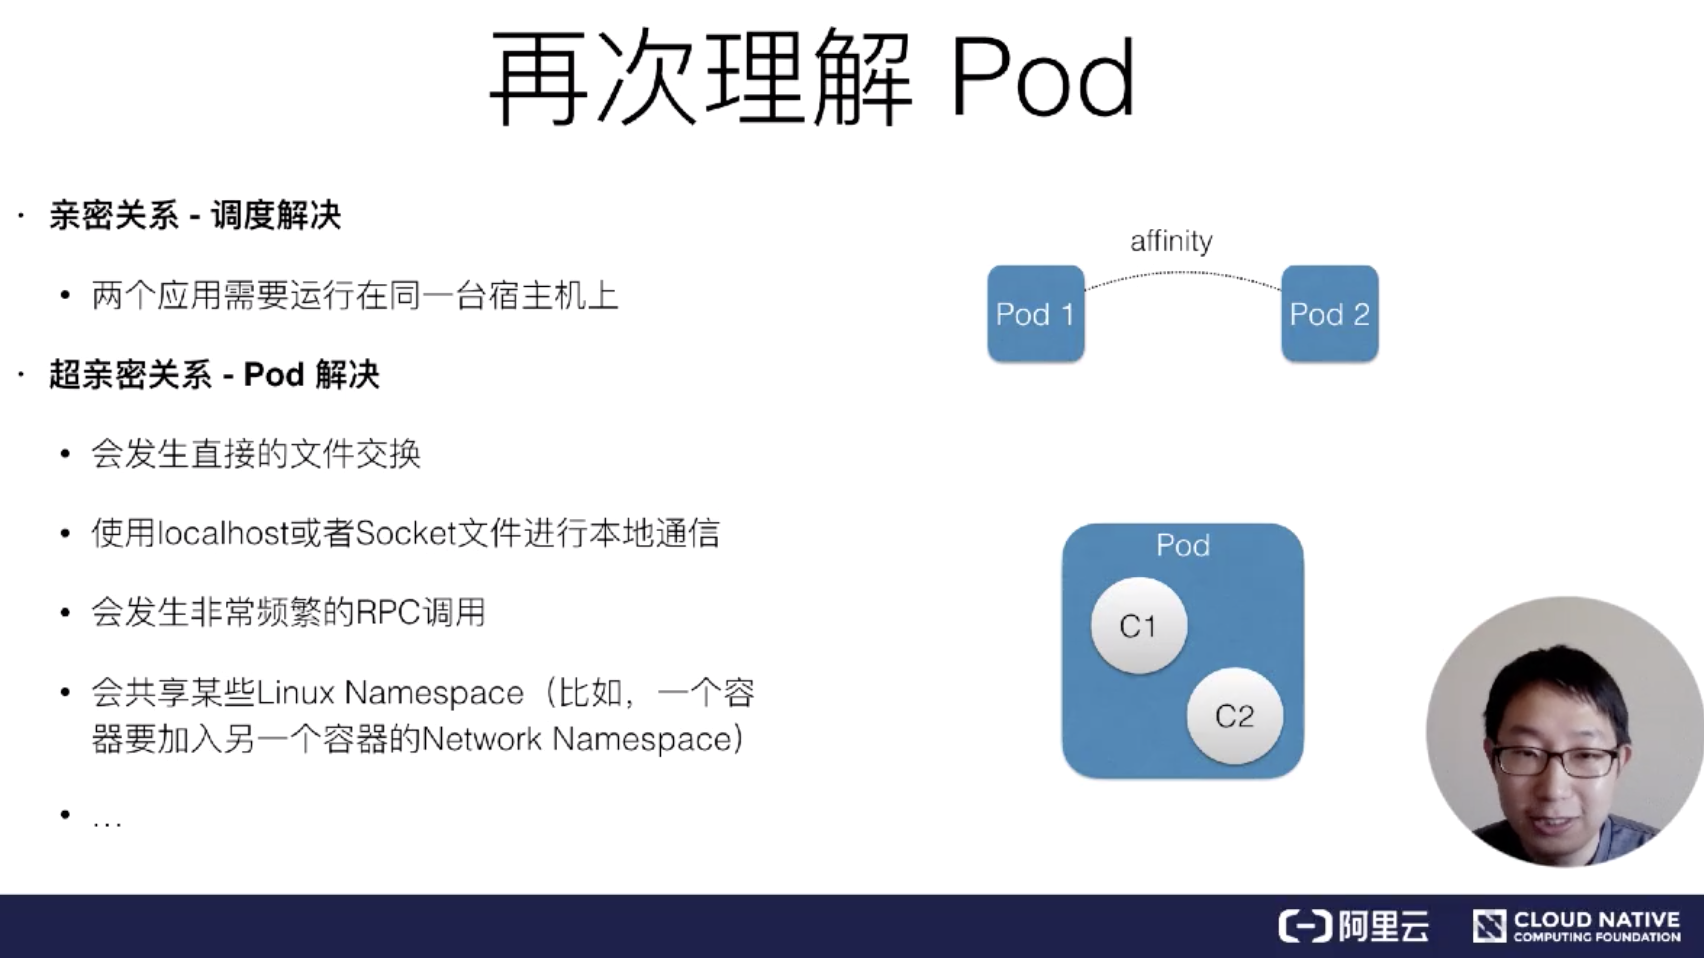 再次理解 Pod
· 亲密关系 - 调度解决
• 两个应用需要运行在同一台宿主机上
· 超亲密关系 - Pod 解决
• 会发生直接的文件交换
• 使用localhost或者Socket文件进行本地通信
• 会发生非常频繁的RPC调用
• 会共享某些Linux Namespace（比如，一个容
器要加入另一个容器的Network Namespace）
• …
affinity
Pod 1
Pod 2
Pod
C1
C2
阿里云
CLOUD NATIVE
COMPUTING FOUNDATION